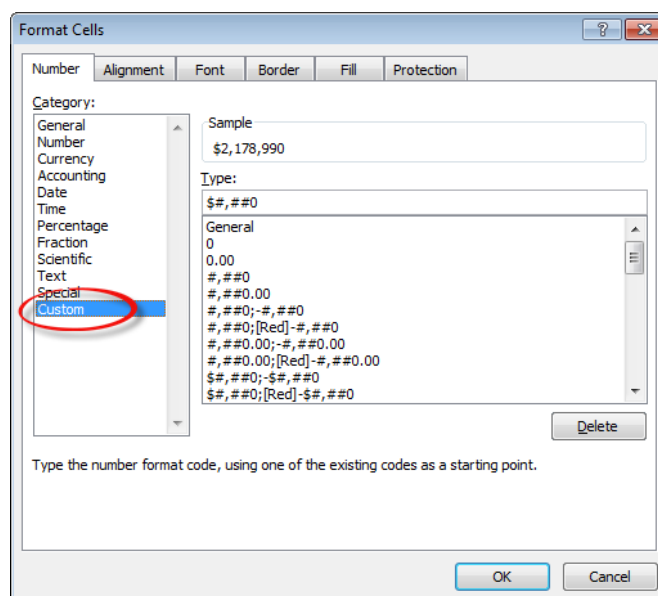 Format Cells
Number Alignment Font Border Fill Protection
Category:
General
Number
Currency
Accounting
Date
Time
Percentage
Fraction
Scientific
Text
Special
Custom
Sample
$2,178,990
Type:
$#,##0
General
0
0.00
#,##0
#,##0.00
#,##0;-#,##0
#,##0;[Red]-#,##0
#,##0.00;-#,##0.00
#,##0.00;[Red]-#,##0.00
$#,##0;-$#,##0
$#,##0;[Red]-$#,##0
Delete
Type the number format code, using one of the existing codes as a starting point.
OK Cancel